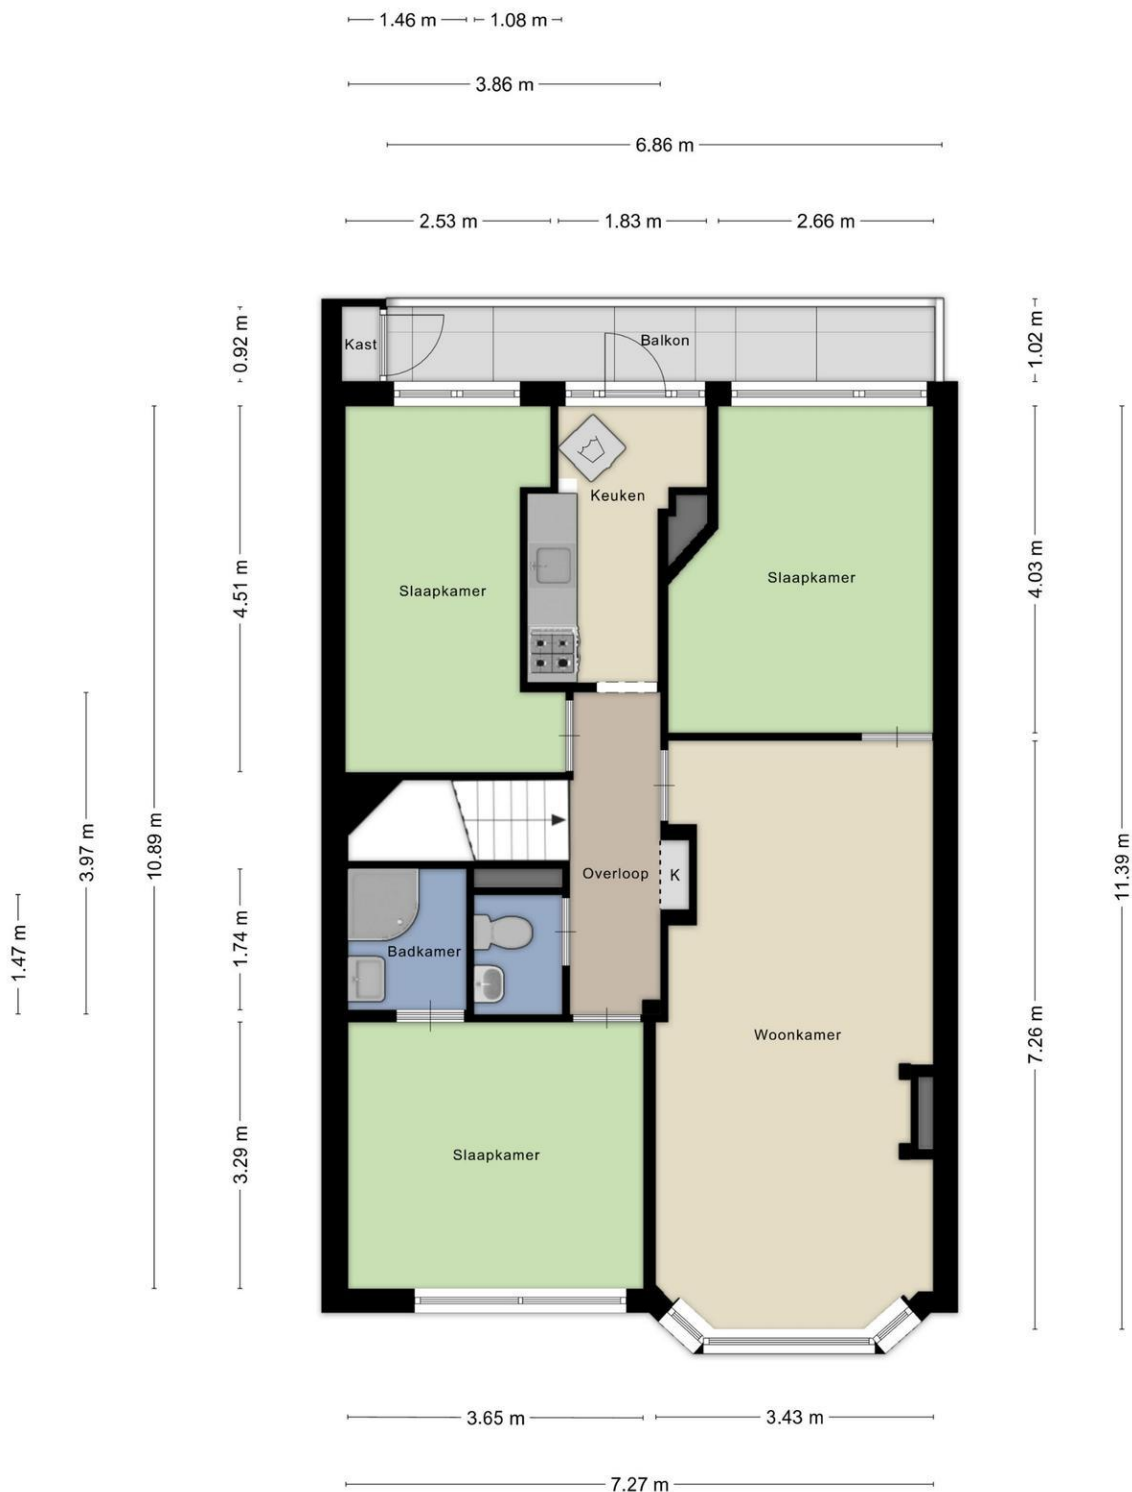 1.46 m 1.08 m
3.86 m
6.86 m
2.53 m 1.83 m 2.66 m
0.92 m
1.02 m
Kast
Balkon
Keuken
Slaapkamer
Slaapkamer
4.51 m
4.03 m
3.97 m
10.89 m
11.39 m
Overloop
K
1.74 m
1.47 m
Badkamer
Woonkamer
7.26 m
Slaapkamer
3.29 m
3.65 m 3.43 m
7.27 m